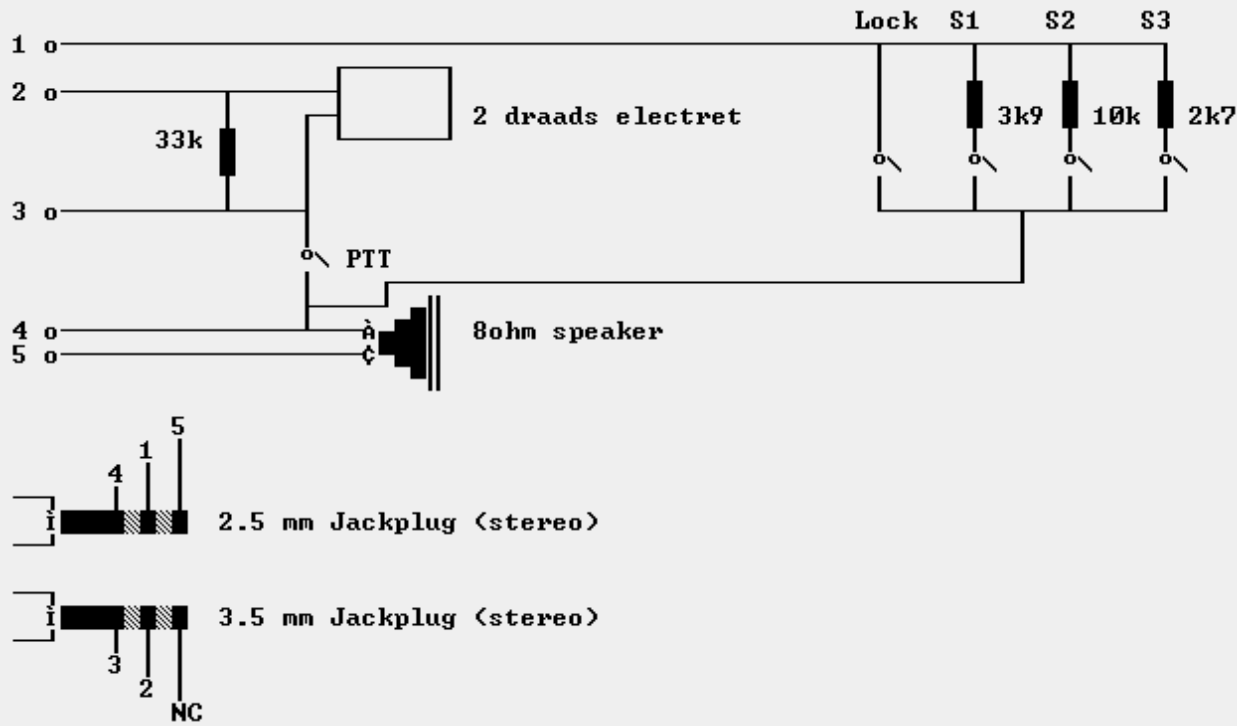 Lock S1 S2 S3
1 o
2 o
2 draads electret
33k
3k9 10k 2k7
3 o
PTT
4 o
8ohm speaker
5 o
5
1
4
2.5 mm Jackplug (stereo)
3.5 mm Jackplug (stereo)
3
2
NC